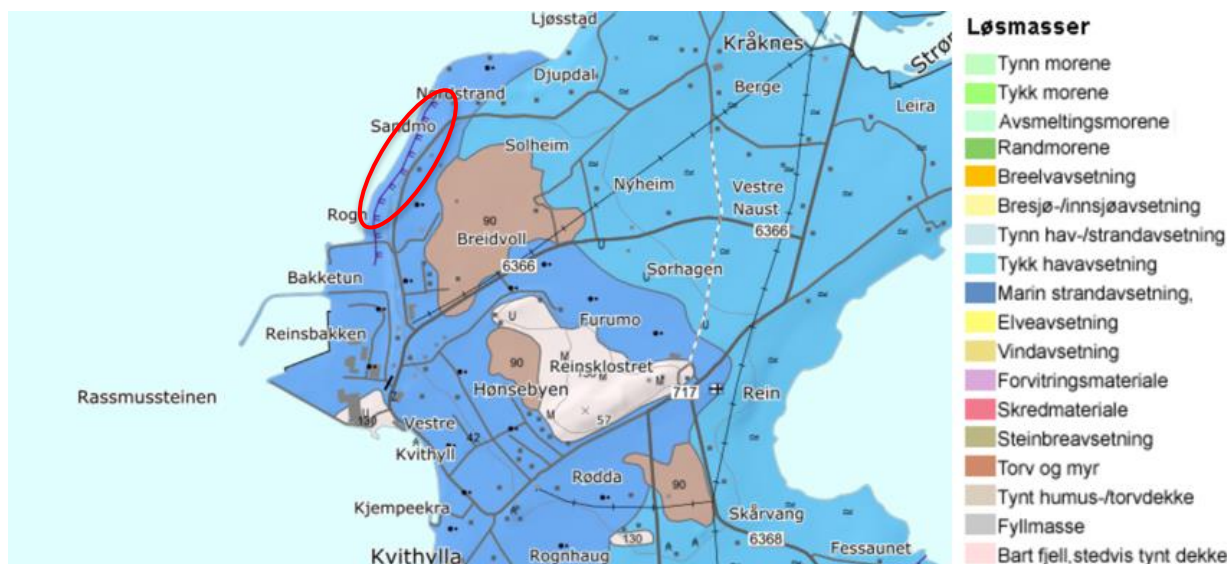 Ljøsstad
Kråknes
Strø
Djupdal
Berge
Nordstrand
Leira
Sandmo
Solheim
Nyheim
Vestre
Naust
Rogn
90
6366
Breidvoll
6366
Sørhagen
Bakketun
U
U
Furumo
U
Reinsbakken
90
M
Reinsklostret
M
M
Hønsebyen
717
Rein
Rassmussteinen
U
130
Vestre
57
42
Kvithyll
Rødda
90
Kjempeekra
Skårvang
130
6368
Kvithylla
Rognhaug
Fessaunet
Løsmasser
Tynn morene
Tykk morene
Avsmeltingsmorene
Randmorene
Breelvavsetning
Bresjø-/innsjøavsetning
Tynn hav-/strandavsetning
Tykk havavsetning
Marin strandavsetning,
Elveavsetning
Vindavsetning
Forvitringsmateriale
Skredmateriale
Steinbreavsetning
Torv og myr
Tynt humus-/torvdekke
Fyllmasse
Bart fjell,stedvis tynt dekke